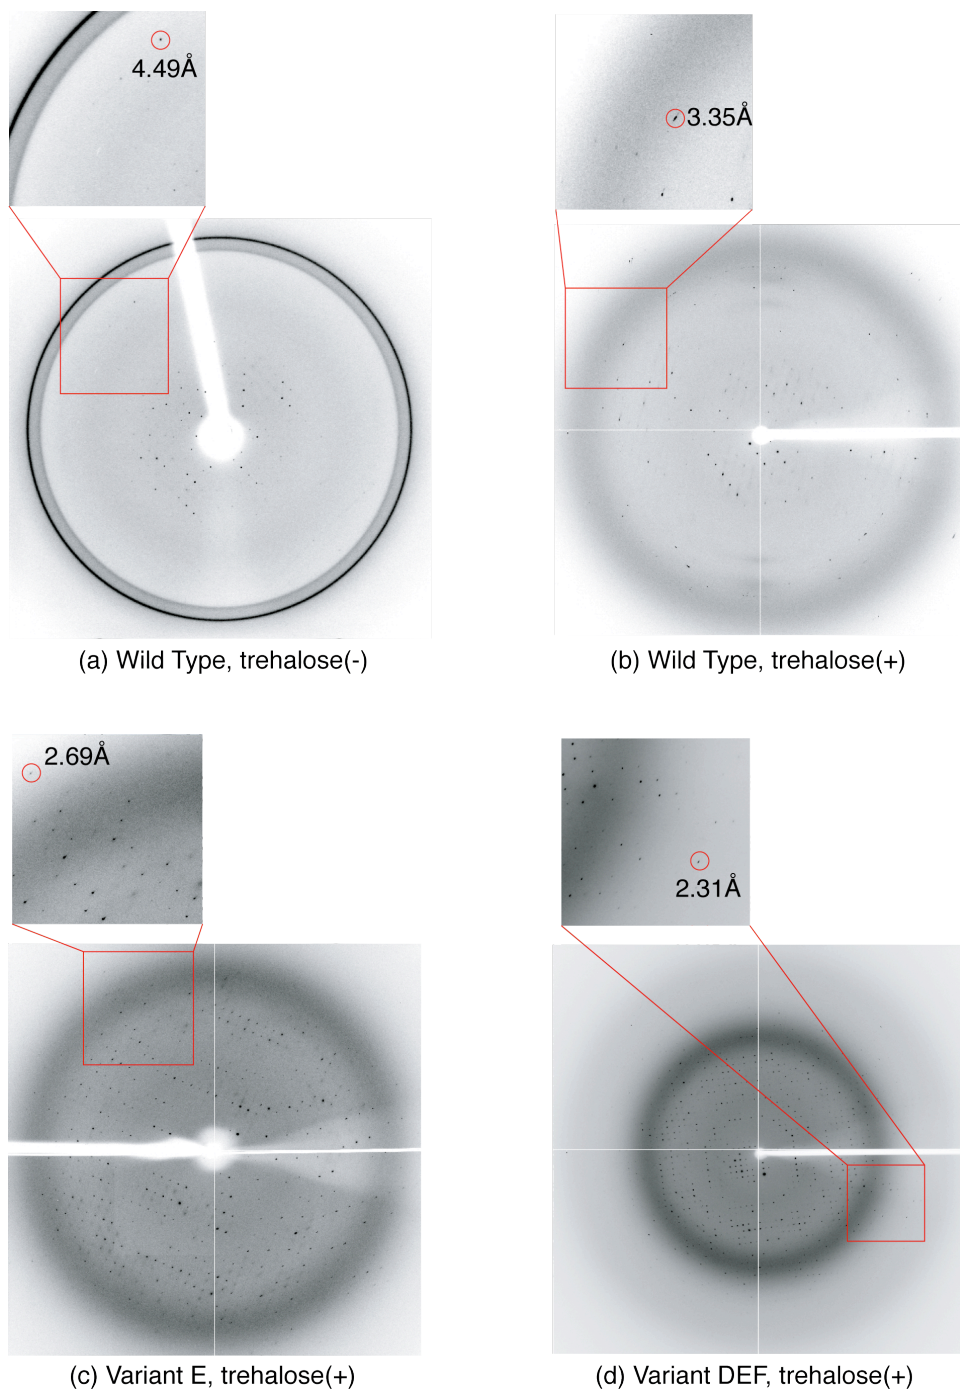 4.49Å
3.35Å
(a) Wild Type, trehalose(-)
(b) Wild Type, trehalose(+)
2.69Å
2.31Å
(c) Variant E, trehalose(+)
(d) Variant DEF, trehalose(+)